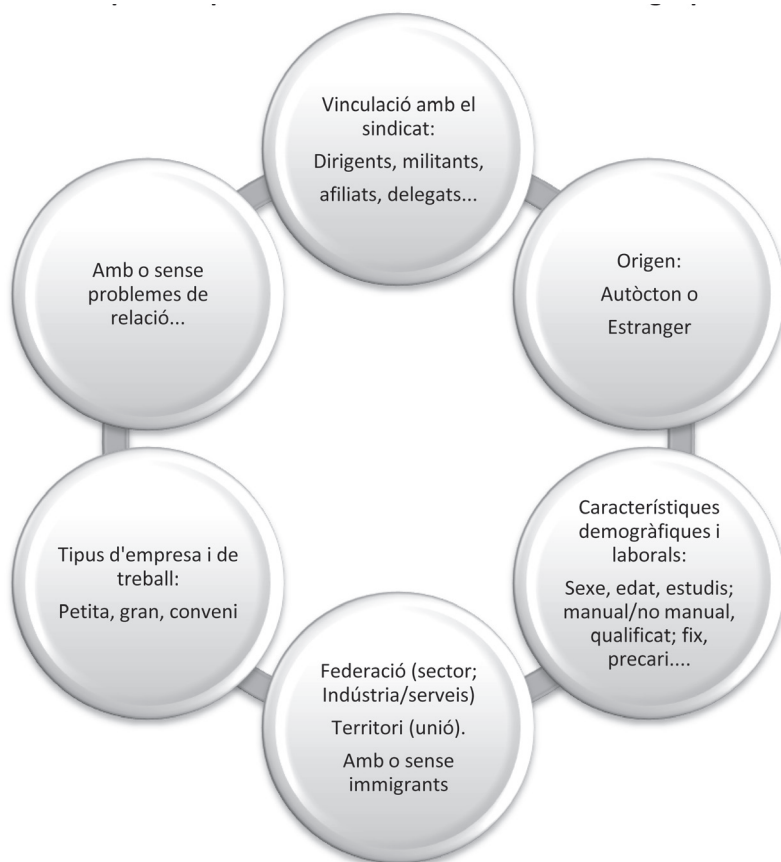 Vinculació amb el
sindicat:
Dirigents, militants,
afiliats, delegats...
Origen:
Autòcton o
Estranger
Característiques
demogràfiques i
laborals:
Sexe, edat, estudis;
manual/no manual,
qualificat; fix,
precari....
Federació (sector;
Indústria/serveis)
Territori (unió).
Amb o sense
immigrants
Tipus d'empresa i de
treball:
Petita, gran, conveni
Amb o sense
problemes de
relació...